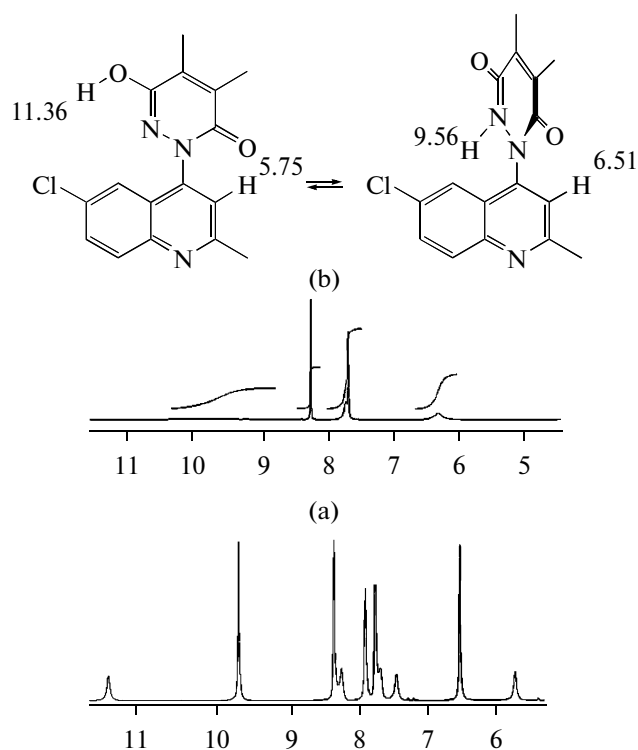 H O O O
11.36 N N O 9.56 H N N O
Cl H 5.75 Cl H 6.51
N N
(b)
11 10 9 8 7 6 5
(a)
11 10 9 8 7 6